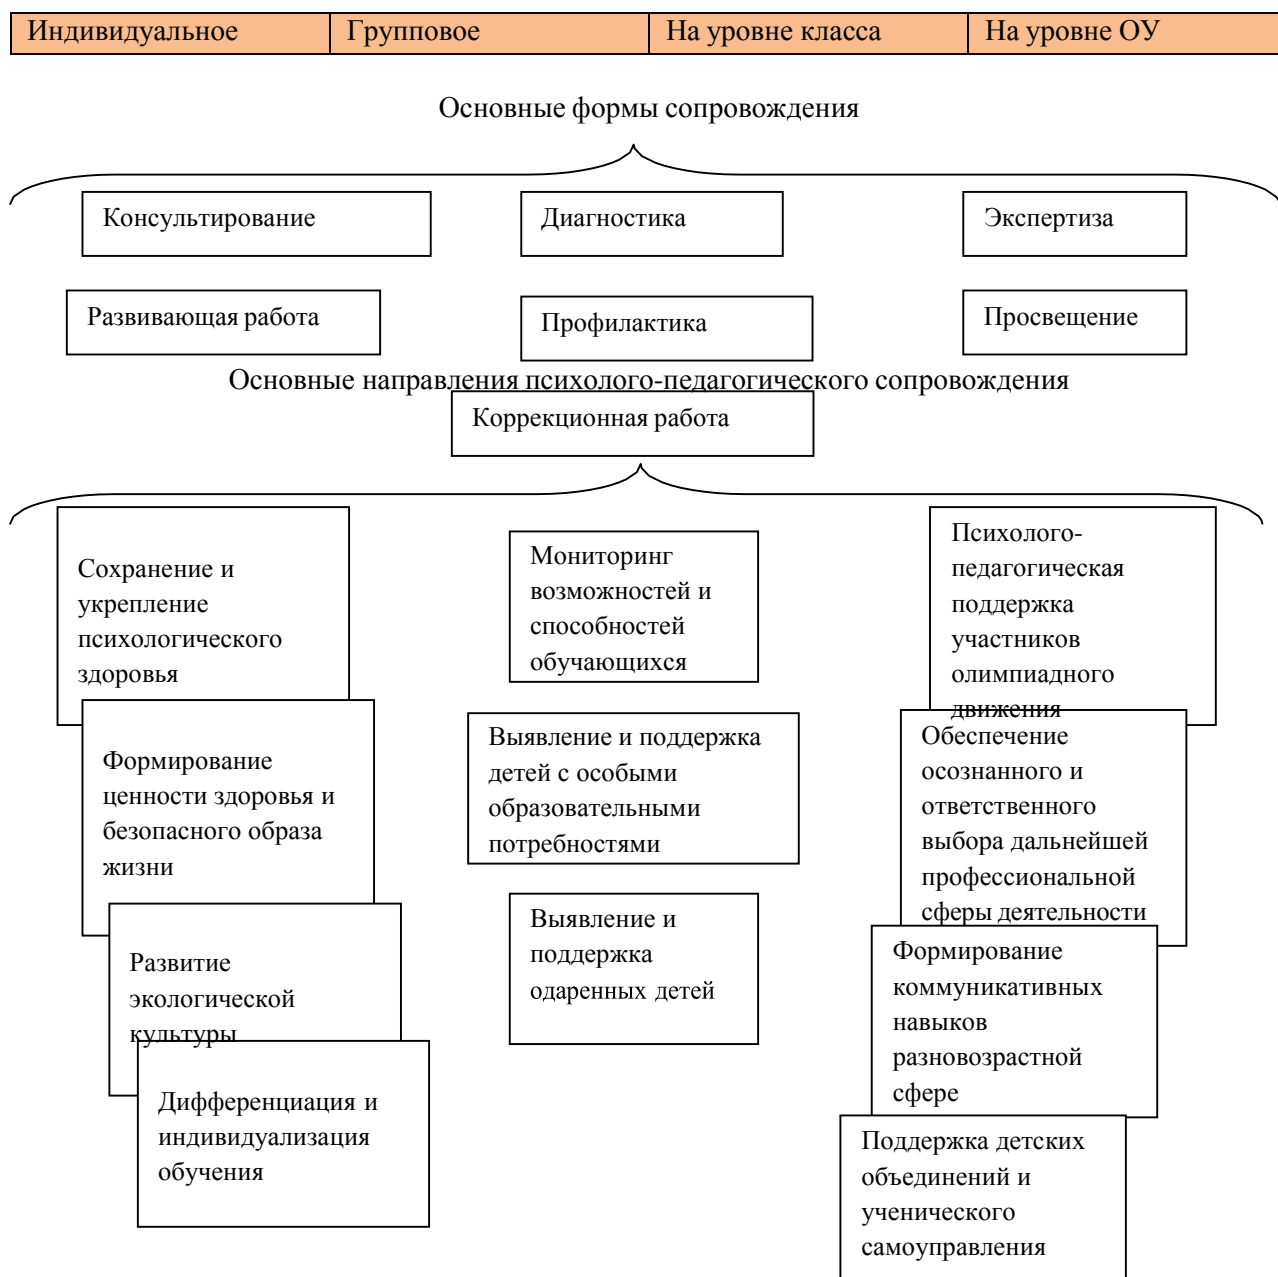 Индивидуальное Групповое На уровне класса На уровне ОУ
Основные формы сопровождения
Консультирование Диагностика Экспертиза
Развивающая работа Профилактика Просвещение
Основные направления психолого-педагогического сопровождения
Коррекционная работа
Сохранение и
укрепление
психологического
здоровья
Формирование
ценности здоровья и
безопасного образа
жизни
Развитие
экологической
культуры
Дифференциация и
индивидуализация
обучения
Мониторинг
возможностей и
способностей
обучающихся
Выявление и поддержка
детей с особыми
образовательными
потребностями
Выявление и
поддержка
одаренных детей
Психолого-
педагогическая
поддержка
участников
олимпиадного
движения
Обеспечение
осознанного и
ответственного
выбора дальнейшей
профессиональной
сферы деятельности
Формирование
коммуникативных
навыков
разновозрастной
сфере
Поддержка детских
объединений и
ученического
самоуправления